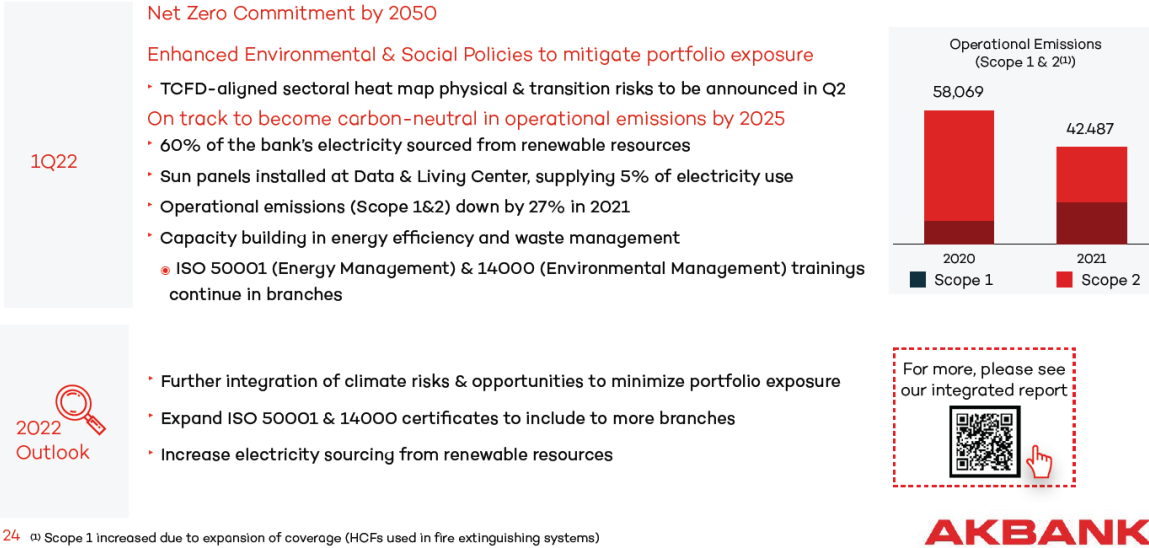 Net Zero Commitment by 2050
Enhanced Environmental & Social Policies to mitigate portfolio exposure
‣ TCFD-aligned sectoral heat map physical & transition risks to be announced in Q2
On track to become carbon-neutral in operational emissions by 2025
1Q22
‣ 60% of the bank's electricity sourced from renewable resources
‣ Sun panels installed at Data & Living Center, supplying 5% of electricity use
‣ Operational emissions (Scope 1&2) down by 27% in 2021
‣ Capacity building in energy efficiency and waste management
◉ ISO 50001 (Energy Management) & 14000 (Environmental Management) trainings
continue in branches
Operational Emissions
(Scope 1 & 2⁽¹⁾)
58,069
42.487
2020 2021
Scope 1 Scope 2
2022
Outlook
‣ Further integration of climate risks & opportunities to minimize portfolio exposure
‣ Expand ISO 50001 & 14000 certificates to include to more branches
‣ Increase electricity sourcing from renewable resources
For more, please see
our integrated report
24 ⁽¹⁾ Scope 1 increased due to expansion of coverage (HCFs used in fire extinguishing systems)
AKBANK